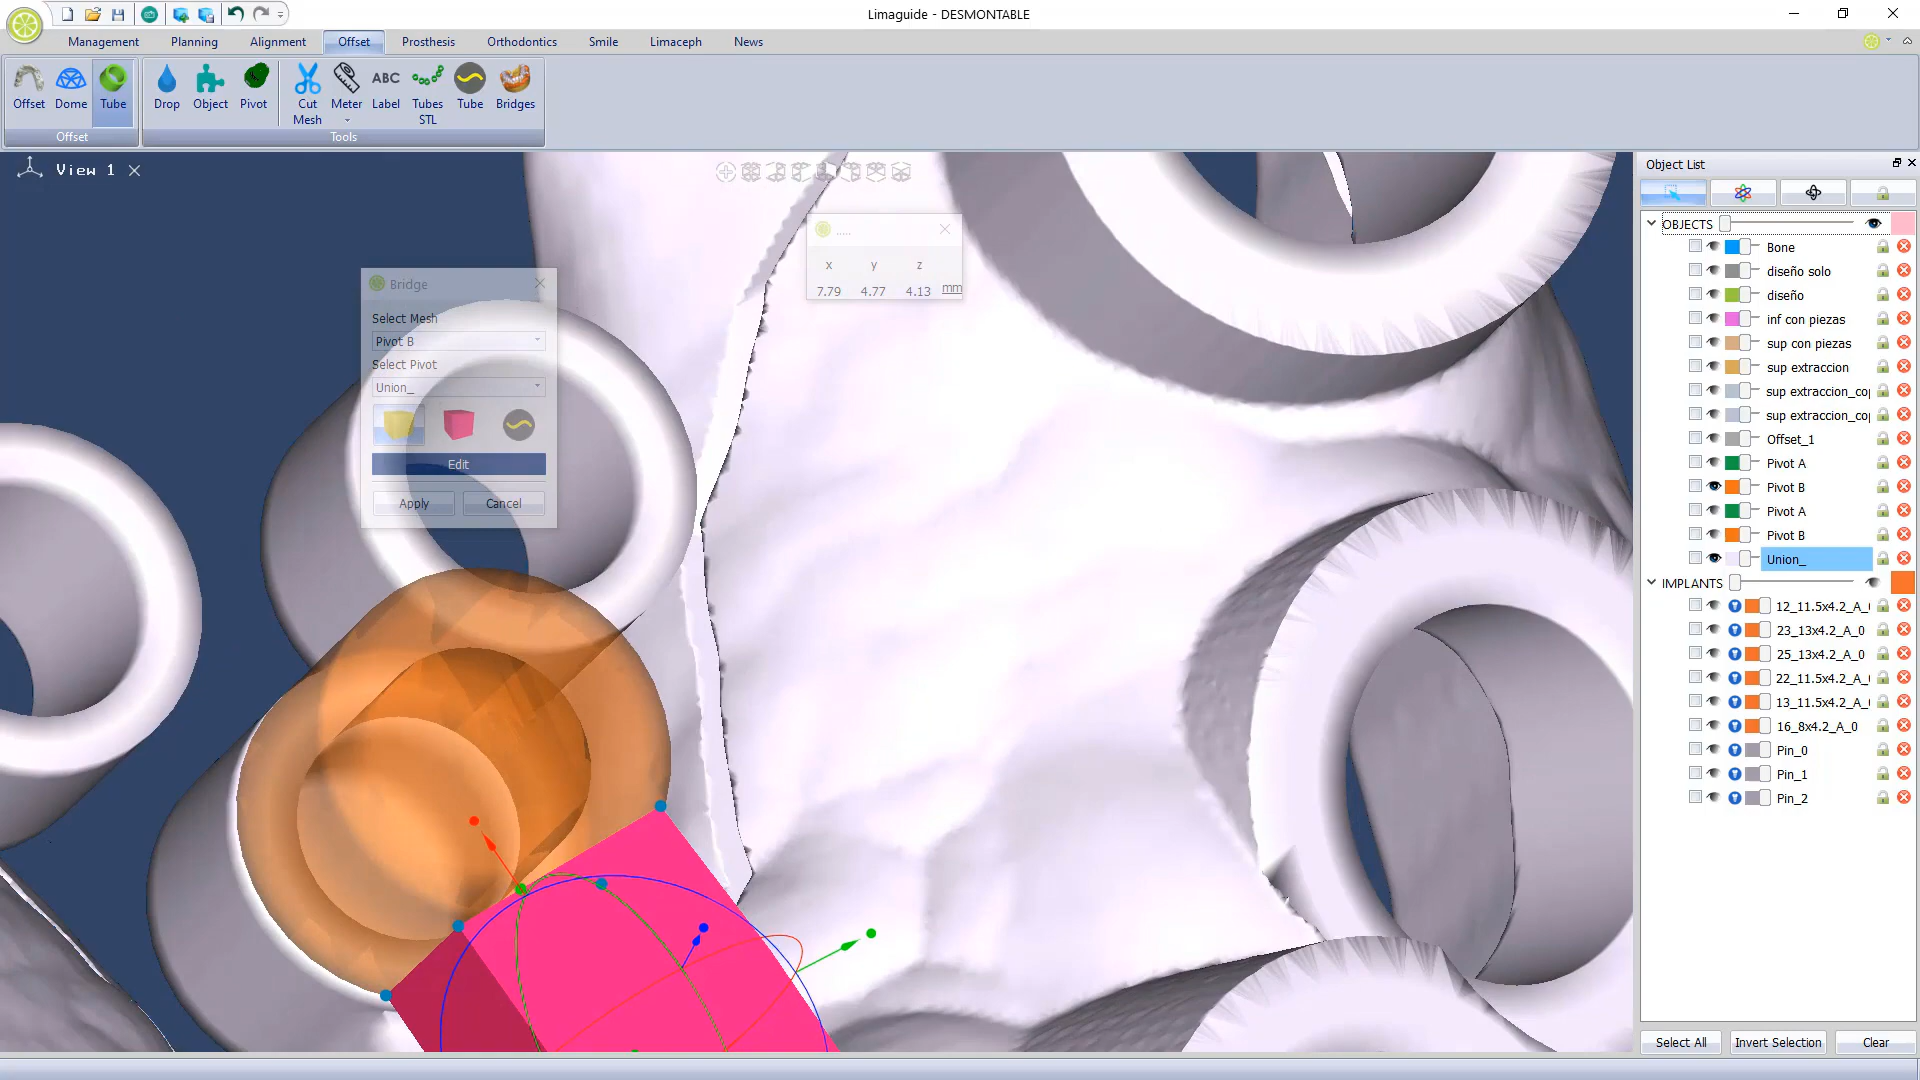 Limaguide - DESMONTABLE
Management Planning Alignment Offset Prosthesis Orthodontics Smile Limaceph News
Offset Dome Tube Drop Object Pivot Cut Mesh Meter ABC Label Tubes STL Tube Bridges
Offset Tools
View 1
Object List
.....
x y z
7.79 4.77 4.13 mm
Bridge
Select Mesh
Pivot B
Select Pivot
Union_
Edit
Apply Cancel
OBJECTS
Bone
diseño solo
diseño
inf con piezas
sup con piezas
sup extraccion
sup extraccion_co
sup extraccion_co
Offset_1
Pivot A
Pivot B
Pivot A
Pivot B
Union_
IMPLANTS
12_11.5x4.2_A_
23_13x4.2_A_0
25_13x4.2_A_0
22_11.5x4.2_A_
13_11.5x4.2_A_
16_8x4.2_A_0
Pin_0
Pin_1
Pin_2
Select All Invert Selection Clear